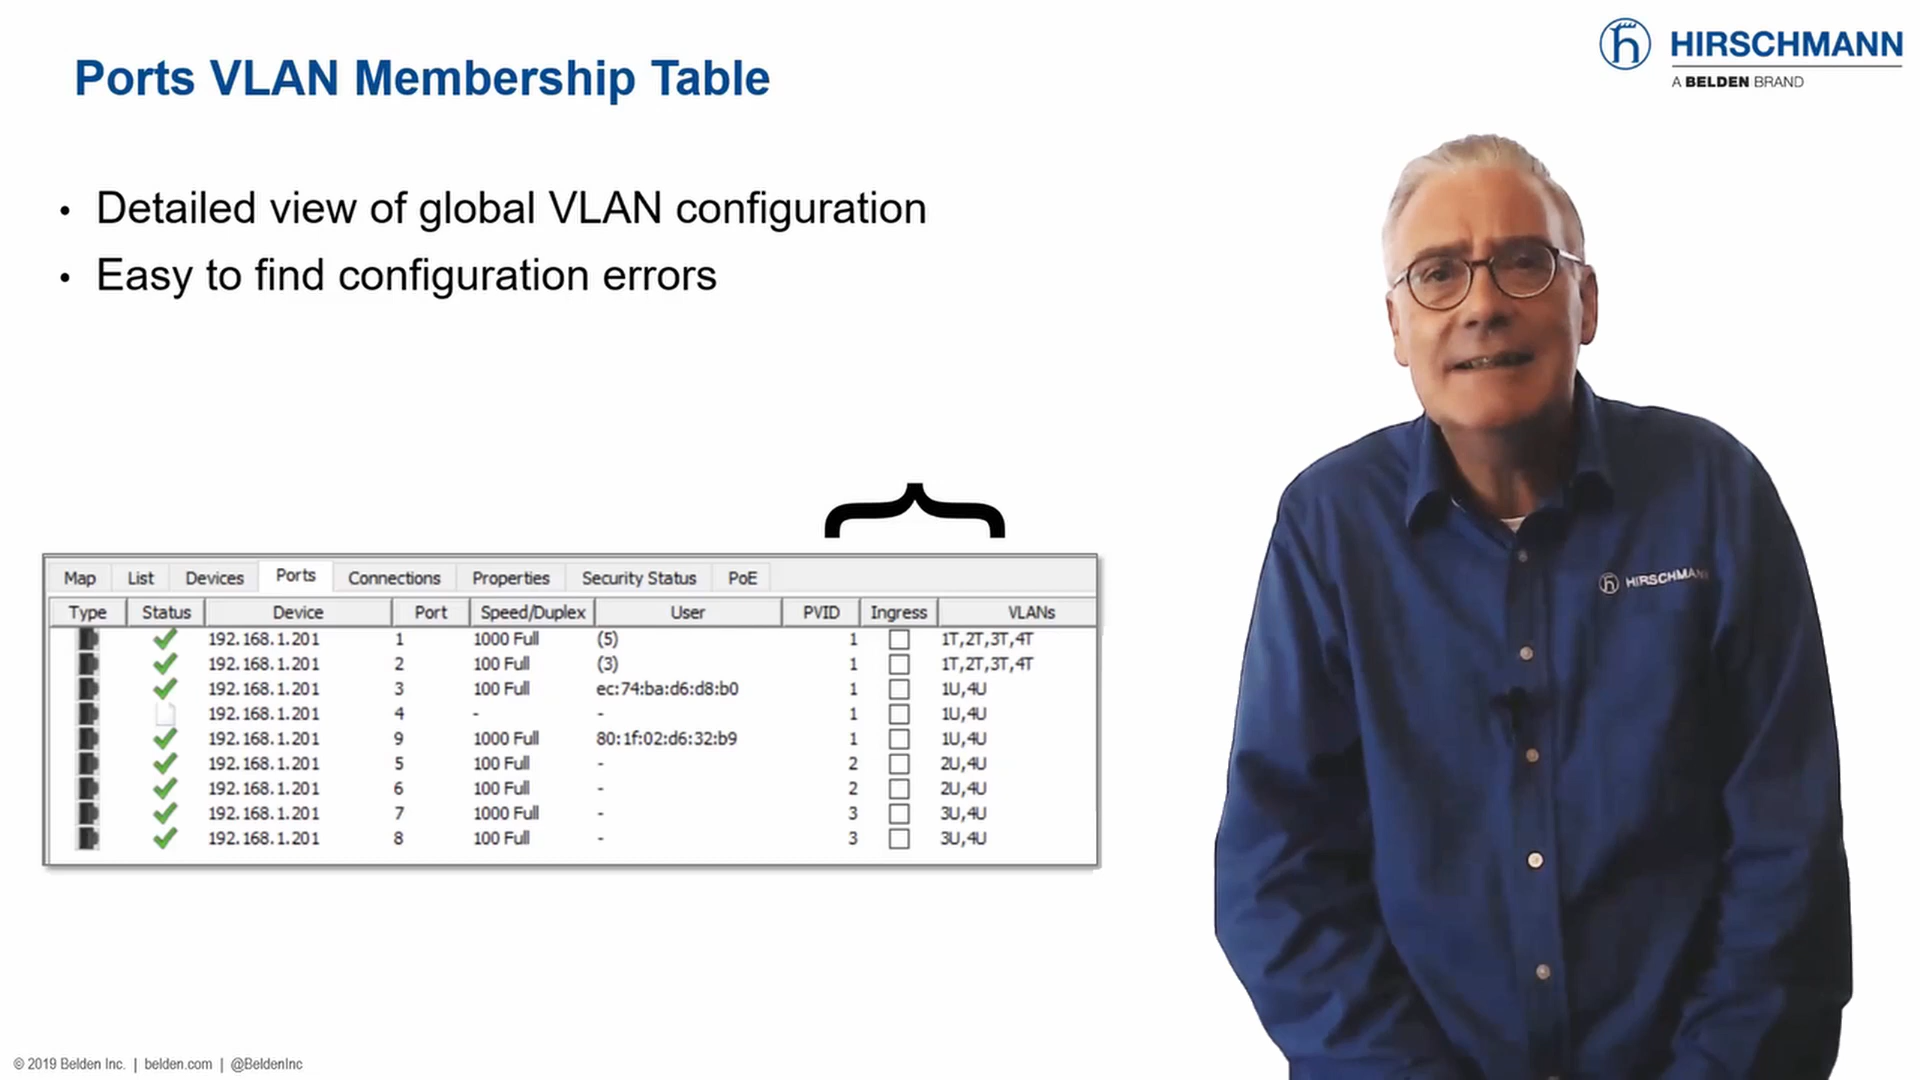 Ports VLAN Membership Table
HIRSCHMANN
A BELDEN BRAND
• Detailed view of global VLAN configuration
• Easy to find configuration errors
HIRSCHMANN
Map List Devices Ports Connections Properties Security Status PoE
Type Status Device Port Speed/Duplex User PVID Ingress VLANs
192.168.1.201 1 1000 Full (5) 1 1T,2T,3T,4T
192.168.1.201 2 100 Full (3) 1 1T,2T,3T,4T
192.168.1.201 3 100 Full ec:74:ba:d6:d8:b0 1 1U,4U
192.168.1.201 4 - - 1 1U,4U
192.168.1.201 9 1000 Full 80:1f:02:d6:32:b9 1 1U,4U
192.168.1.201 5 100 Full - 2 2U,4U
192.168.1.201 6 100 Full - 2 2U,4U
192.168.1.201 7 1000 Full - 3 3U,4U
192.168.1.201 8 100 Full - 3 3U,4U
© 2019 Belden Inc. | belden.com | @BeldenInc